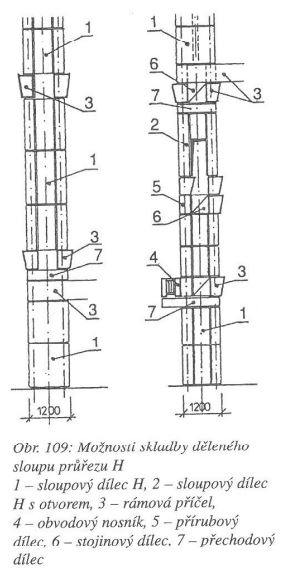 1
3
1
3
7
3
1
1200
1
6
3
7
2
5
6
4
3
7
1
1200
Obr. 109: Možnosti skladby děleného
sloupu průřezu H
1 – sloupový dílec H, 2 – sloupový dílec
H s otvorem, 3 – rámová příčel,
4 – obvodový nosník, 5 – přírubový
dílec, 6 – stojinový dílec, 7 – přechodový
dílec